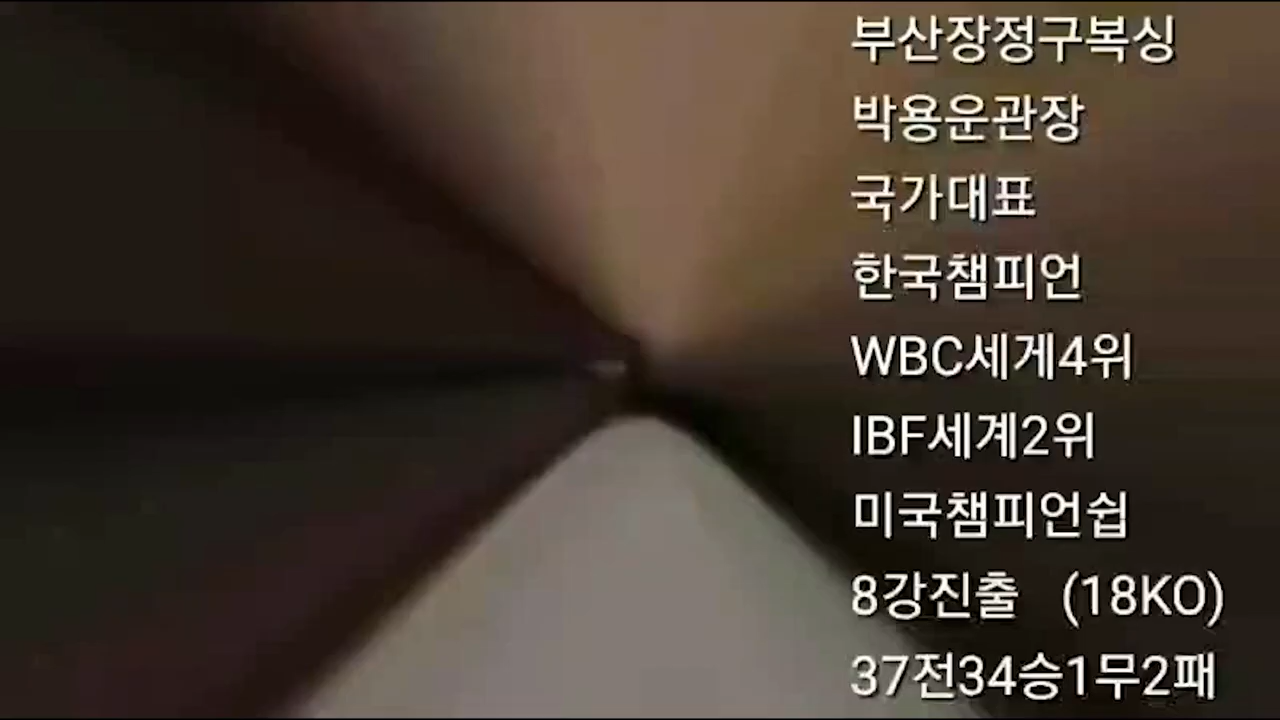 부산장정구복싱
박용운관장
국가대표
한국챔피언
WBC세게4위
IBF세계2위
미국챔피언쉽
8강진출 (18KO)
37전34승1무2패